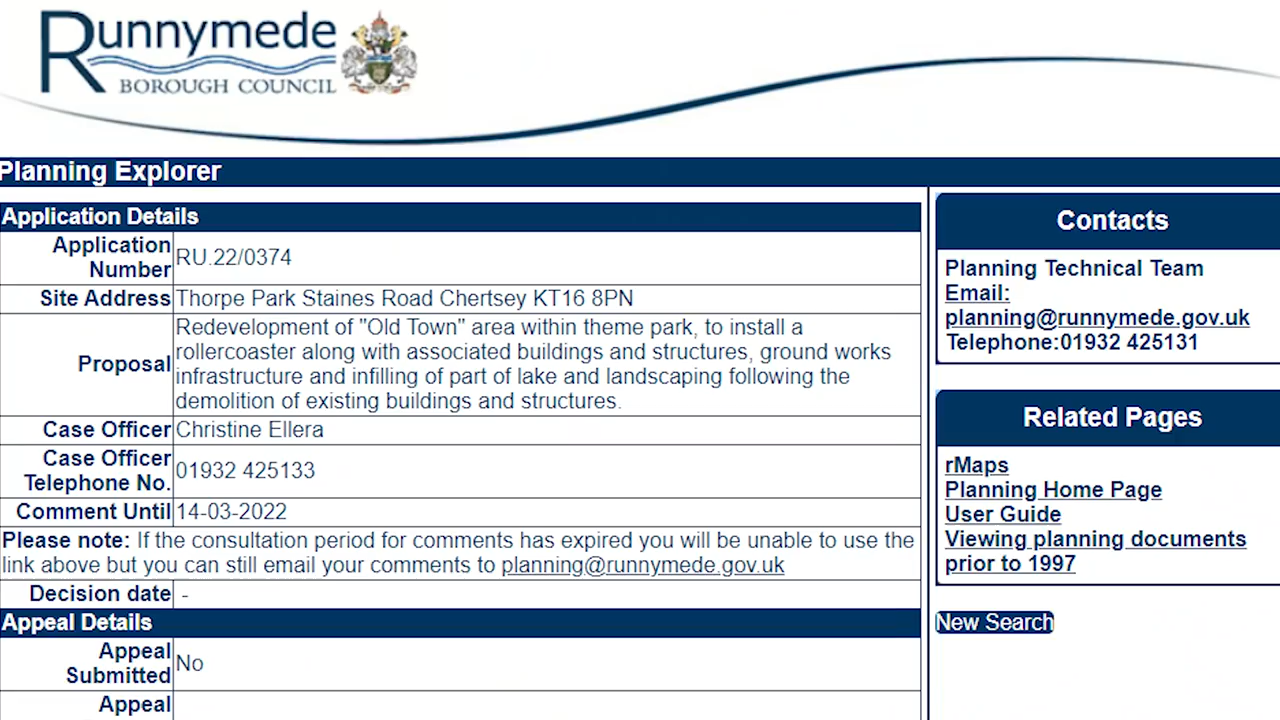 Runnymede
BOROUGH COUNCIL
Planning Explorer
Application Details
Application
Number
RU.22/0374
Site Address
Thorpe Park Staines Road Chertsey KT16 8PN
Proposal
Redevelopment of "Old Town" area within theme park, to install a
rollercoaster along with associated buildings and structures, ground works
infrastructure and infilling of part of lake and landscaping following the
demolition of existing buildings and structures.
Case Officer
Christine Ellera
Case Officer
Telephone No.
01932 425133
Comment Until
14-03-2022
Please note: If the consultation period for comments has expired you will be unable to use the
link above but you can still email your comments to planning@runnymede.gov.uk
Decision date
-
Appeal Details
Appeal
Submitted
No
Appeal
Contacts
Planning Technical Team
Email:
planning@runnymede.gov.uk
Telephone:01932 425131
Related Pages
rMaps
Planning Home Page
User Guide
Viewing planning documents
prior to 1997
New Search